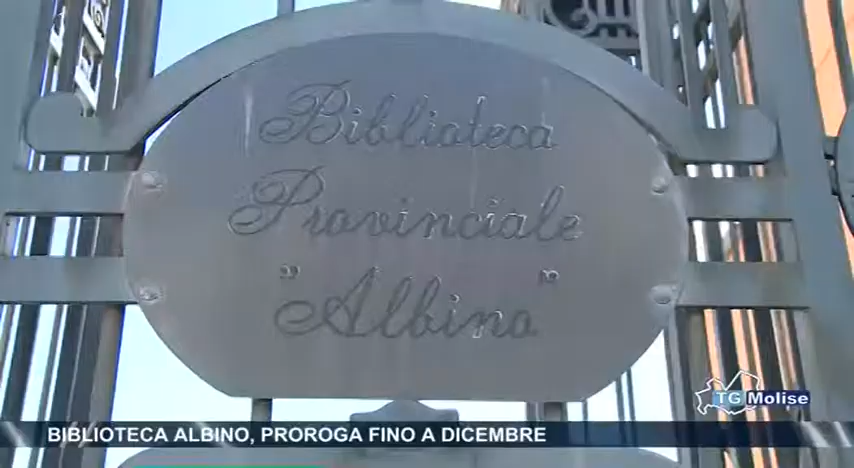 Biblioteca
Provinciale
"Albino"
TG Molise
BIBLIOTECA ALBINO, PROROGA FINO A DICEMBRE